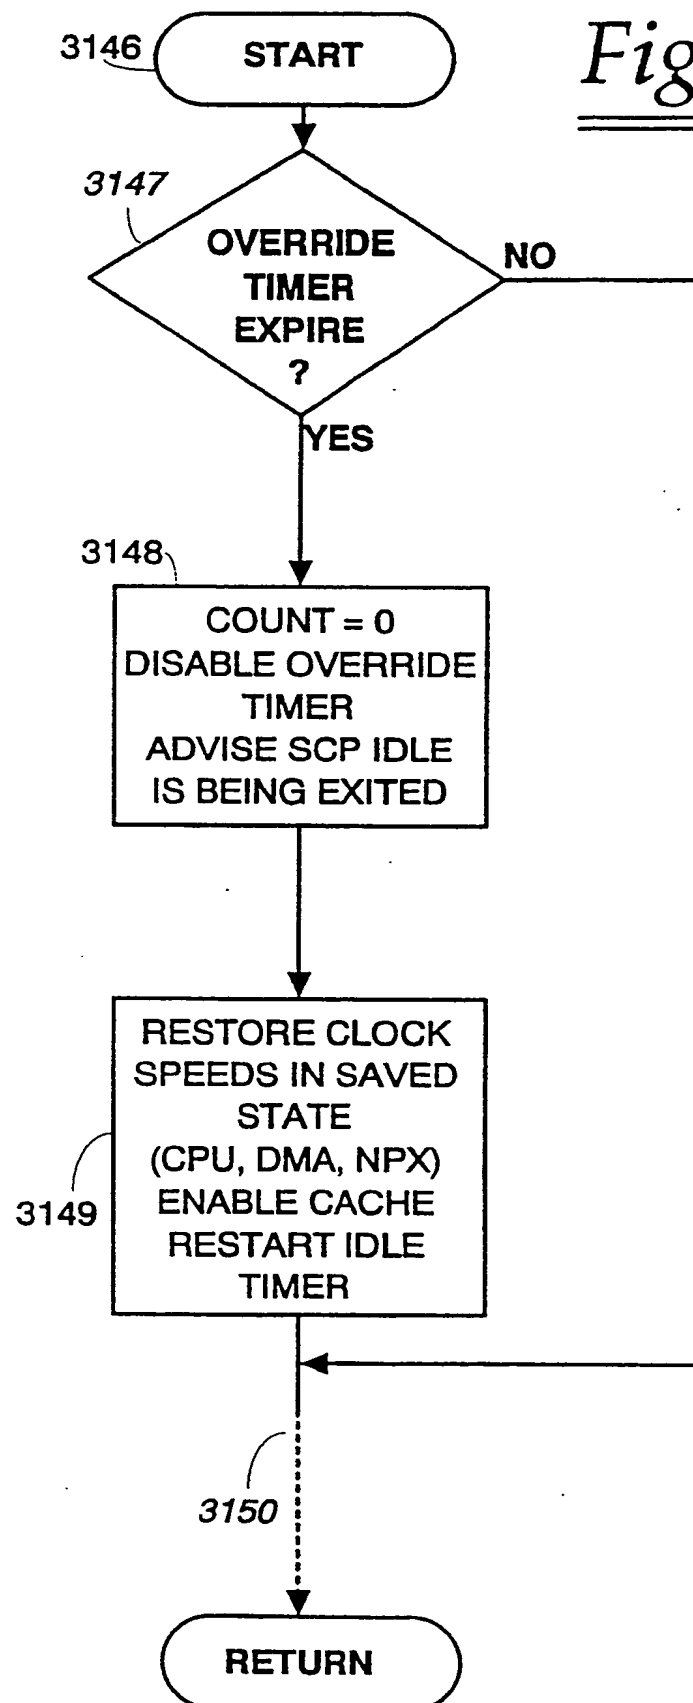 3146
START
Fig
3147
OVERRIDE
TIMER
EXPIRE
?
NO
YES
3148
COUNT = 0
DISABLE OVERRIDE
TIMER
ADVISE SCP IDLE
IS BEING EXITED
RESTORE CLOCK
SPEEDS IN SAVED
STATE
(CPU, DMA, NPX)
ENABLE CACHE
RESTART IDLE
TIMER
3149
3150
RETURN